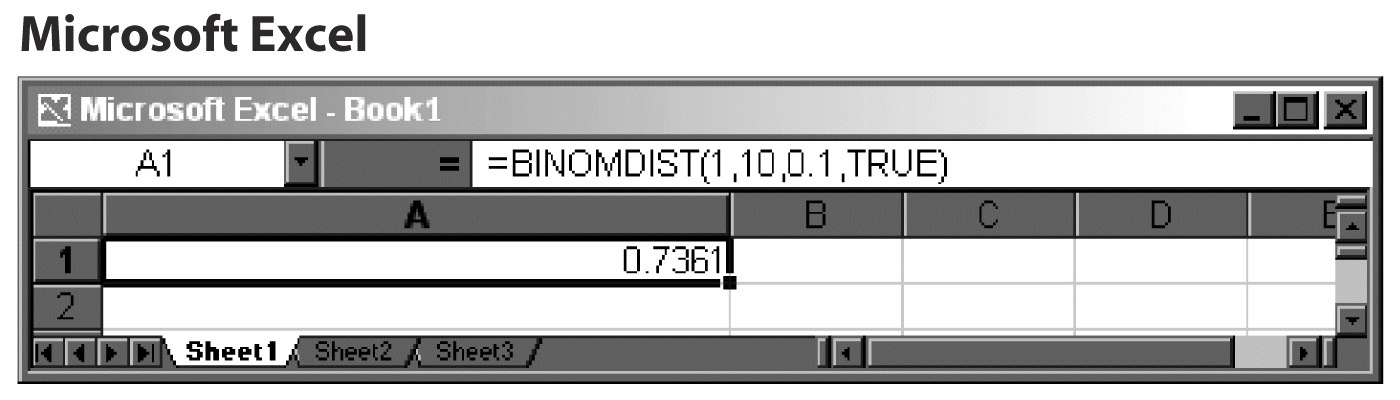 Microsoft Excel
Microsoft Excel - Book1
A1 = =BINOMDIST(1,10,0.1,TRUE)
A B C D E
1 0.7361
2
Sheet1 Sheet2 Sheet3